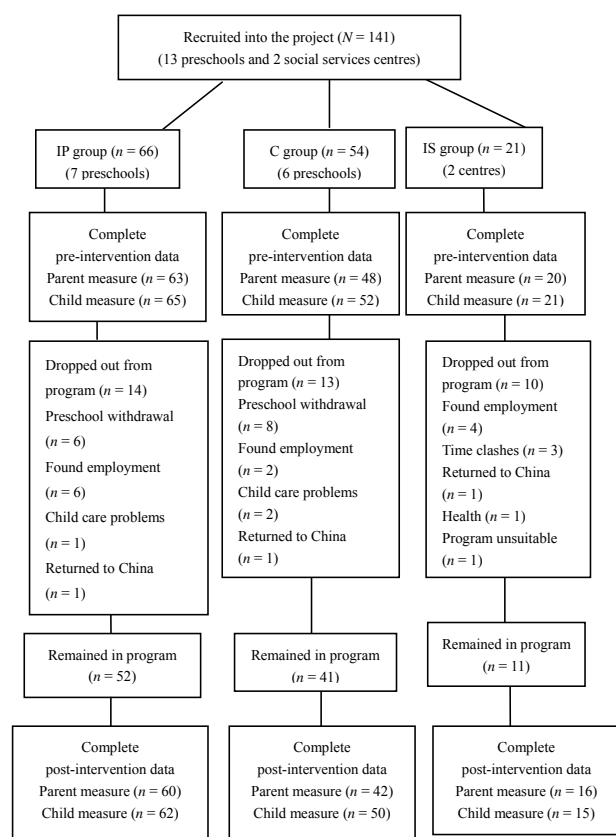 Recruited into the project (N = 141)
(13 preschools and 2 social services centres)
IP group (n = 66)
(7 preschools)
C group (n = 54)
(6 preschools)
IS group (n = 21)
(2 centres)
Complete
pre-intervention data
Parent measure (n = 63)
Child measure (n = 65)
Complete
pre-intervention data
Parent measure (n = 48)
Child measure (n = 52)
Complete
pre-intervention data
Parent measure (n = 20)
Child measure (n = 21)
Dropped out from
program (n = 14)
Preschool withdrawal
(n = 6)
Found employment
(n = 6)
Child care problems
(n = 1)
Returned to China
(n = 1)
Dropped out from
program (n = 13)
Preschool withdrawal
(n = 8)
Found employment
(n = 2)
Child care problems
(n = 2)
Returned to China
(n = 1)
Dropped out from
program (n = 10)
Found employment
(n = 4)
Time clashes (n = 3)
Returned to China
(n = 1)
Health (n = 1)
Program unsuitable
(n = 1)
Remained in program
(n = 52)
Remained in program
(n = 41)
Remained in program
(n = 11)
Complete
post-intervention data
Parent measure (n = 60)
Child measure (n = 62)
Complete
post-intervention data
Parent measure (n = 42)
Child measure (n = 50)
Complete
post-intervention data
Parent measure (n = 16)
Child measure (n = 15)